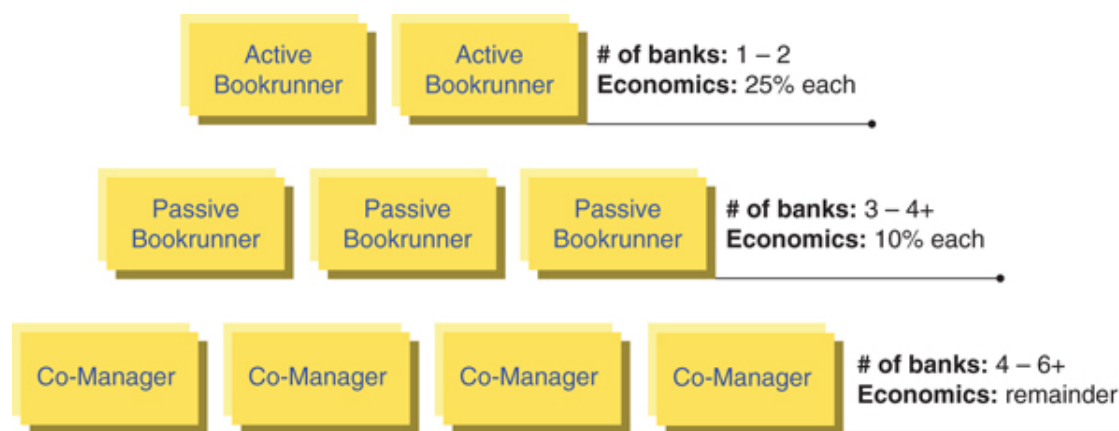 Active
Bookrunner
Active
Bookrunner
# of banks: 1 – 2
Economics: 25% each
Passive
Bookrunner
Passive
Bookrunner
Passive
Bookrunner
# of banks: 3 – 4+
Economics: 10% each
Co-Manager
Co-Manager
Co-Manager
Co-Manager
# of banks: 4 – 6+
Economics: remainder